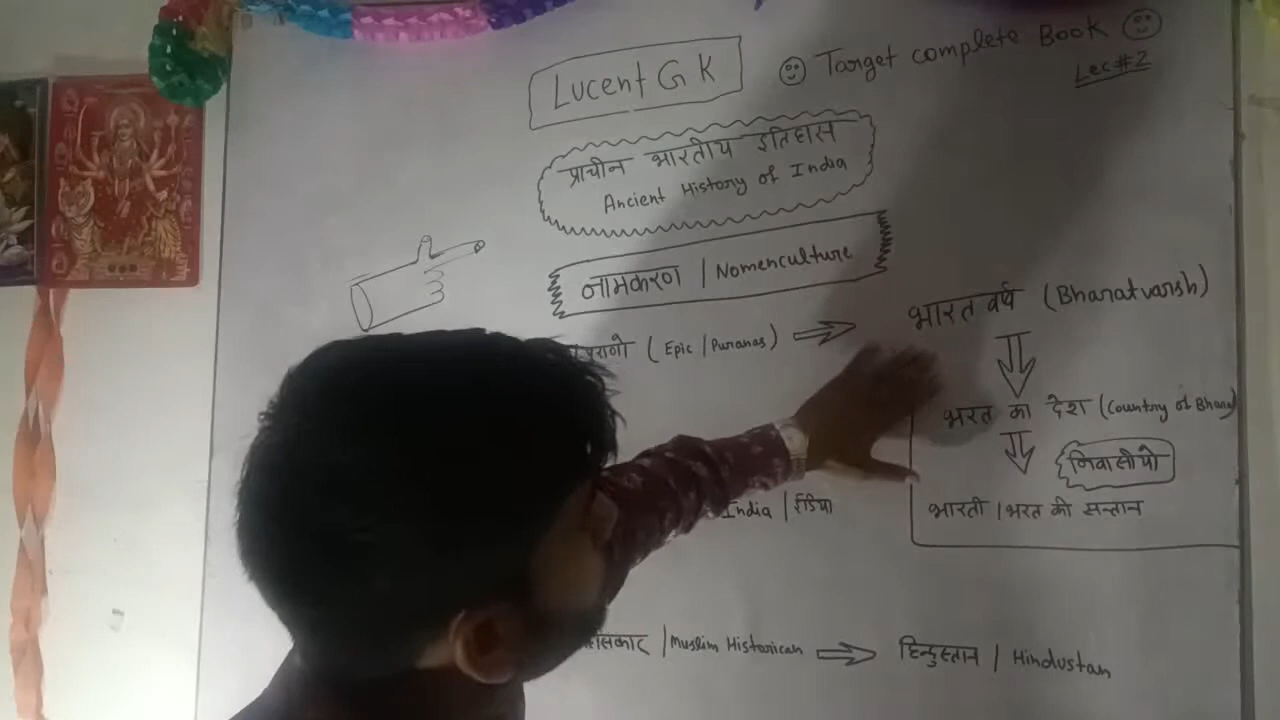 Lucent G K
Target complete Book
Lec#2
प्राचीन भारतीय इतिहास
Ancient History of India
नामकरण / Nomenculture
(Epic / Puranas)
भारत वर्ष (Bharatvarsh)
भरत का देश (Country of Bharat)
निवासीयो
India / ईंडिया
भारती / भरत की सन्तान
/ Muslim Historican
हिन्दुस्तान / Hindustan